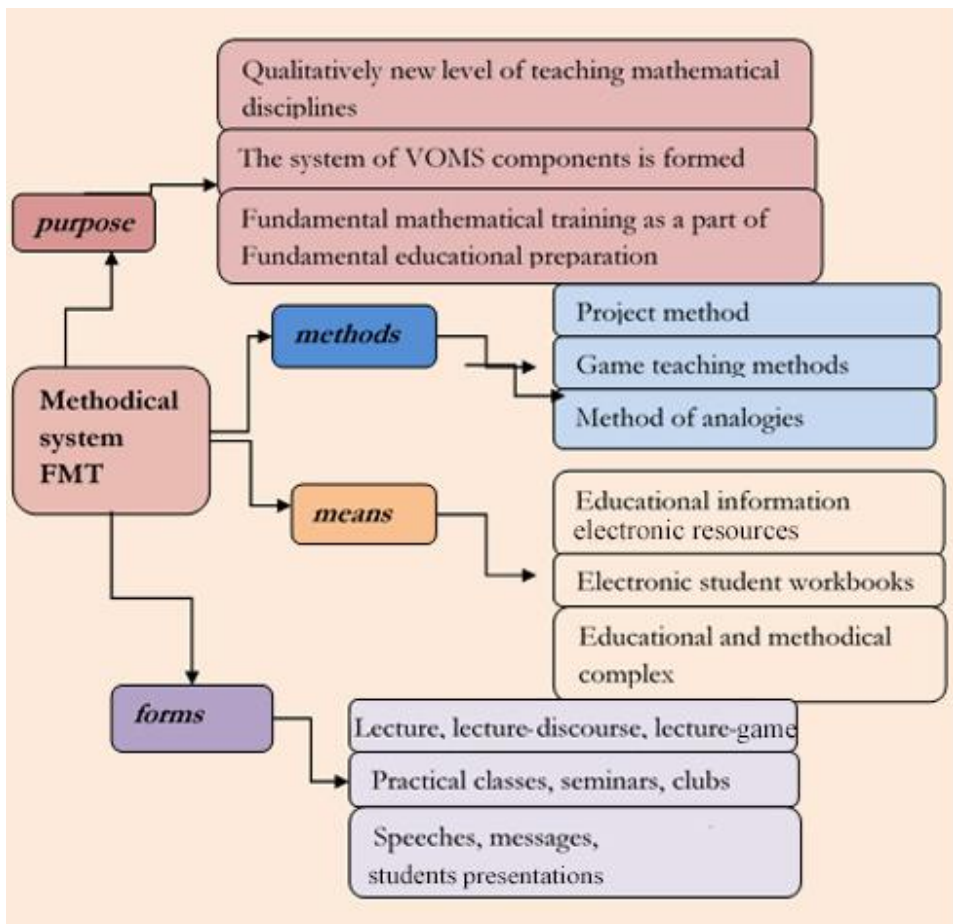 Qualitatively new level of teaching mathematical
disciplines
The system of VOMS components is formed
purpose
Fundamental mathematical training as a part of
Fundamental educational preparation
methods
Project method
Game teaching methods
Method of analogies
Methodical
system
FMT
means
Educational information
electronic resources
Electronic student workbooks
Educational and methodical
complex
forms
Lecture, lecture-discourse, lecture-game
Practical classes, seminars, clubs
Speeches, messages,
students presentations